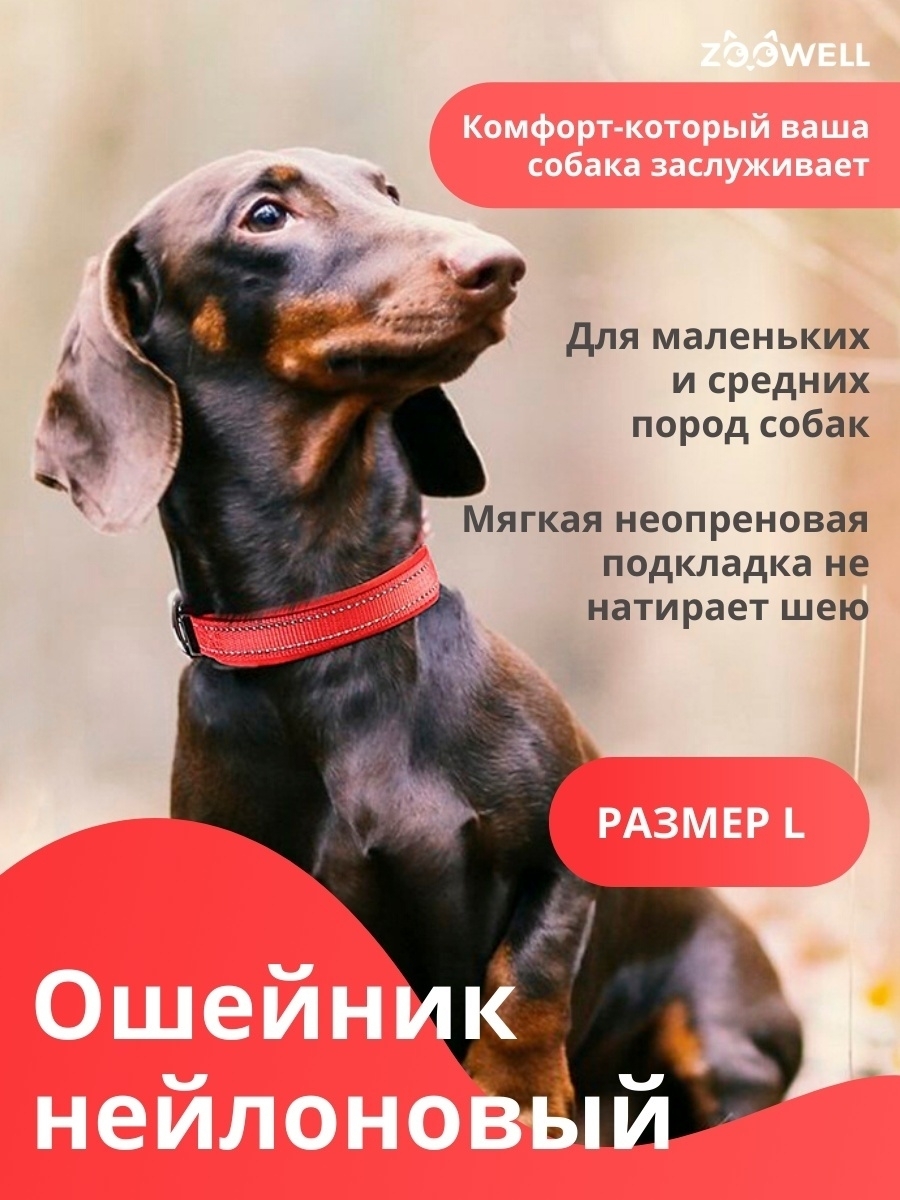 ZOOWELL
Комфорт-который ваша
собака заслуживает
Для маленьких
и средних
пород собак
Мягкая неопреновая
подкладка не
натирает шею
РАЗМЕР L
Ошейник
нейлоновый